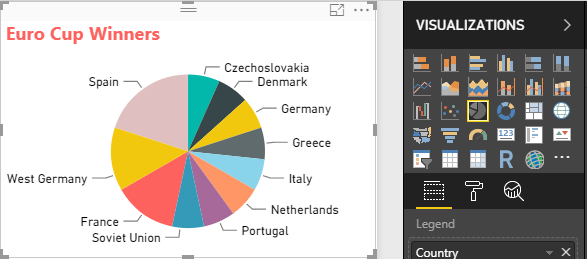 VISUALIZATIONS
Euro Cup Winners
Czechoslovakia
Spain
Denmark
Germany
Greece
West Germany
Italy
Netherlands
France
Portugal
Soviet Union
123
R
Legend
Country